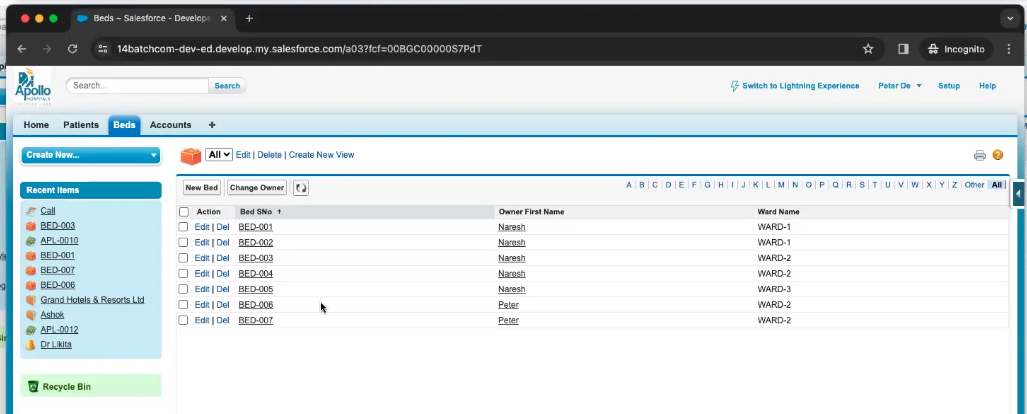 Beds ~ Salesforce - Develope
14batchcom-dev-ed.develop.my.salesforce.com/a03?fcf=00BGC00000S7PdT
Incognito
Apollo
HOSPITALS
Search...
Search
Switch to Lightning Experience
Peter De
Setup
Help
Home Patients Beds Accounts +
Create New...
All Edit | Delete | Create New View
Recent Items
Call
BED-003
APL-0010
BED-001
BED-007
BED-006
Grand Hotels & Resorts Ltd
Ashok
APL-0012
Dr Likita
Recycle Bin
New Bed Change Owner
A | B | C | D | E | F | G | H | I | J | K | L | M | N | O | P | Q | R | S | T | U | V | W | X | Y | Z | Other | All
Action Bed SNo ↑ Owner First Name Ward Name
Edit | Del BED-001 Naresh WARD-1
Edit | Del BED-002 Naresh WARD-1
Edit | Del BED-003 Naresh WARD-2
Edit | Del BED-004 Naresh WARD-2
Edit | Del BED-005 Naresh WARD-3
Edit | Del BED-006 Peter WARD-2
Edit | Del BED-007 Peter WARD-2